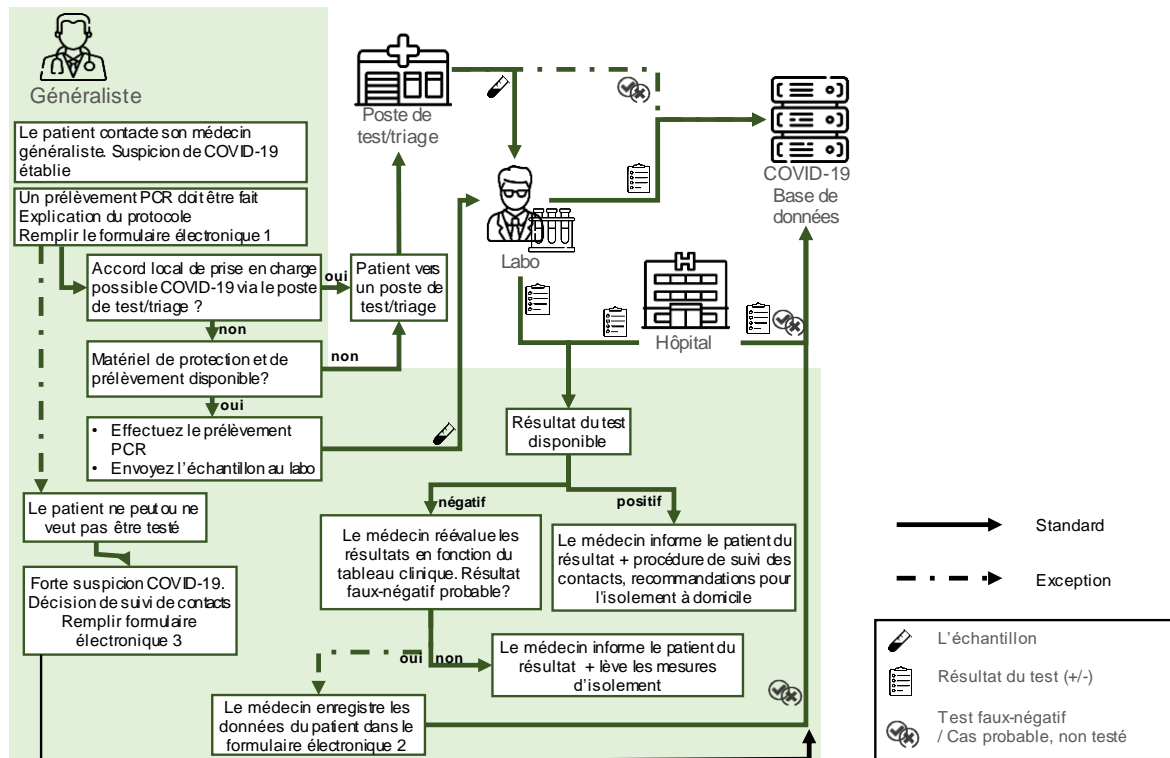 Généraliste
Le patient contacte son médecin
généraliste. Suspicion de COVID-19
établie
Un prélèvement PCR doit être fait
Explication du protocole
Remplir le formulaire électronique 1
Accord local de prise en charge
possible COVID-19 via le poste
de test/triage ?
oui
Patient vers
un poste de
test/triage
Poste de
test/triage
non
Matériel de protection et de
prélèvement disponible?
non
oui
• Effectuez le prélèvement
PCR
• Envoyez l'échantillon au labo
Le patient ne peut ou ne
veut pas être testé
Forte suspicion COVID-19.
Décision de suivi de contacts
Remplir formulaire
électronique 3
Labo
H
Hôpital
COVID-19
Base de
données
Résultat du test
disponible
négatif
positif
Le médecin réévalue les
résultats en fonction du
tableau clinique. Résultat
faux-négatif probable?
Le médecin informe le patient du
résultat + procédure de suivi des
contacts, recommandations pour
l'isolement à domicile
oui
non
Le médecin informe le patient du
résultat + lève les mesures
d'isolement
Le médecin enregistre les
données du patient dans le
formulaire électronique 2
Standard
Exception
L'échantillon
Résultat du test (+/-)
Test faux-négatif
/ Cas probable, non testé